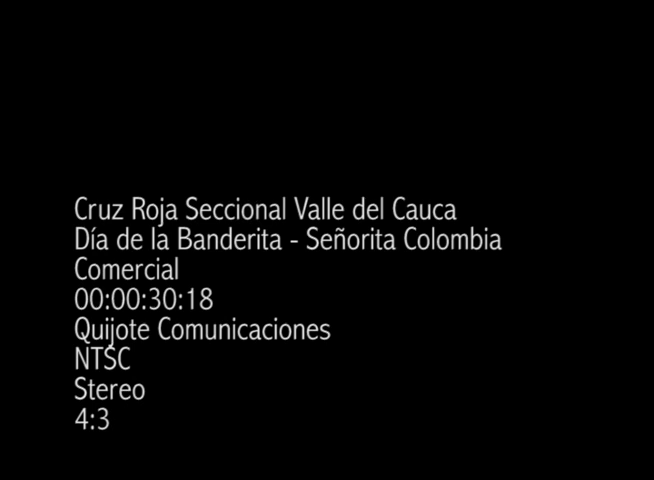 Cruz Roja Seccional Valle del Cauca
Día de la Banderita - Señorita Colombia
Comercial
00:00:30:18
Quijote Comunicaciones
NTSC
Stereo
4:3